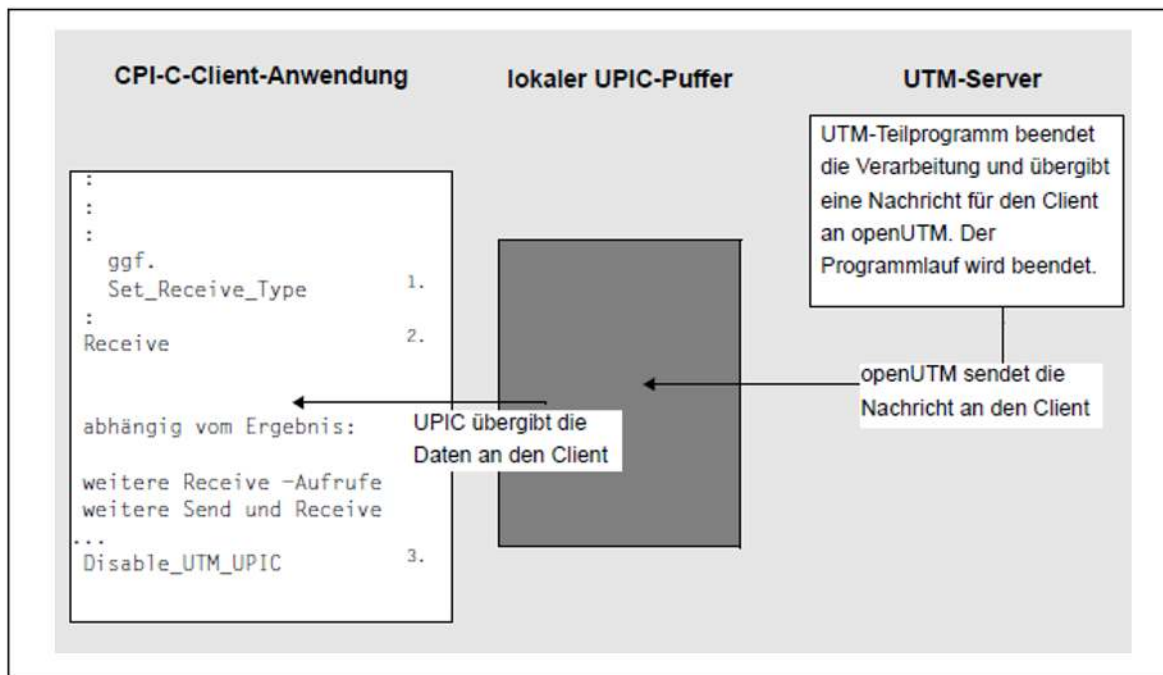 CPI-C-Client-Anwendung
lokaler UPIC-Puffer
UTM-Server
UTM-Teilprogramm beendet
die Verarbeitung und übergibt
eine Nachricht für den Client
an openUTM. Der
Programmlauf wird beendet.
:
:
:
ggf.
Set_Receive_Type 1.
:
Receive 2.
openUTM sendet die
Nachricht an den Client
UPIC übergibt die
Daten an den Client
abhängig vom Ergebnis:
weitere Receive -Aufrufe
weitere Send und Receive
...
Disable_UTM_UPIC 3.